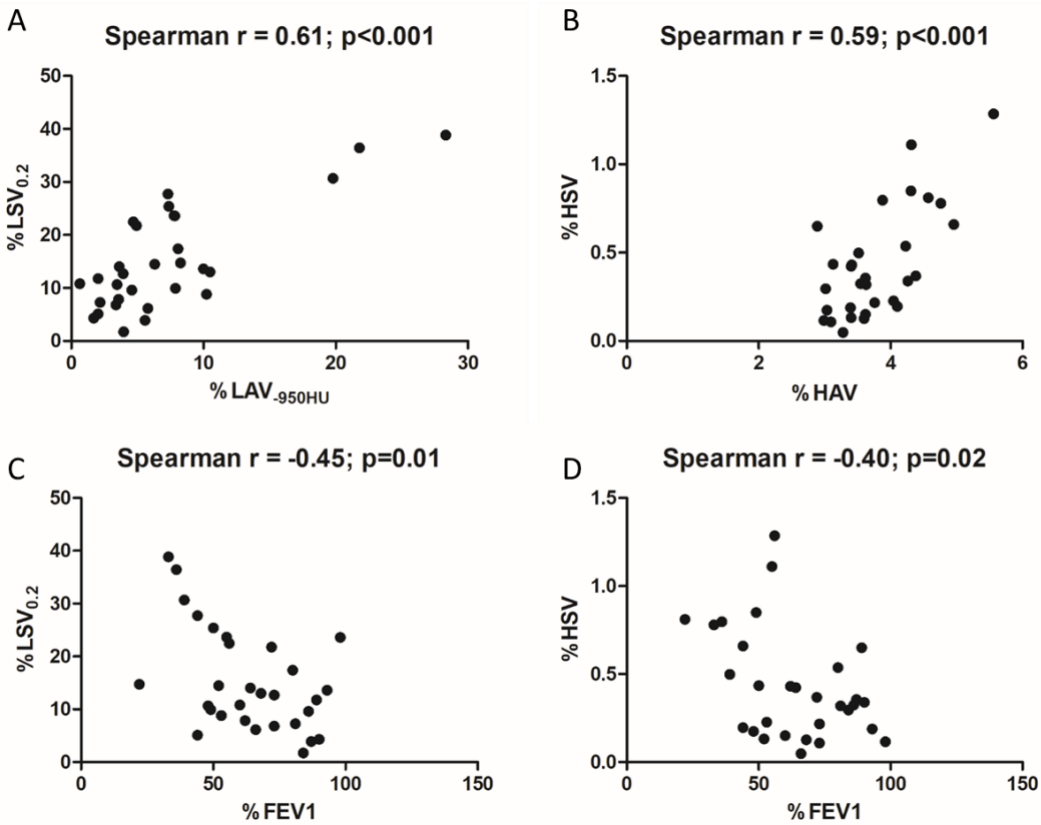 A
Spearman r = 0.61; p<0.001
50
40
30
20
10
0
%LSV0.2
0 10 20 30
%LAV-950HU
B
Spearman r = 0.59; p<0.001
1.5
1.0
0.5
0.0
%HSV
0 2 4 6
%HAV
C
Spearman r = -0.45; p=0.01
50
40
30
20
10
0
%LSV0.2
0 50 100 150
%FEV1
D
Spearman r = -0.40; p=0.02
1.5
1.0
0.5
0.0
%HSV
0 50 100 150
%FEV1